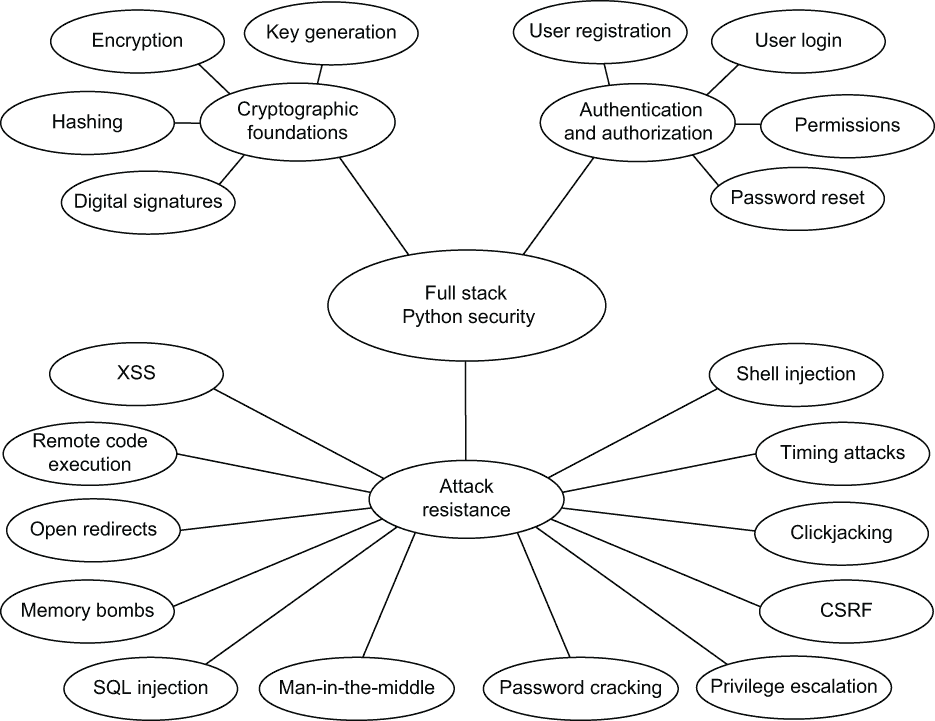 Encryption
Key generation
User registration
User login
Cryptographic
foundations
Authentication
and authorization
Hashing
Permissions
Digital signatures
Password reset
Full stack
Python security
XSS
Shell injection
Remote code
execution
Timing attacks
Attack
resistance
Open redirects
Clickjacking
Memory bombs
CSRF
SQL injection
Man-in-the-middle
Password cracking
Privilege escalation